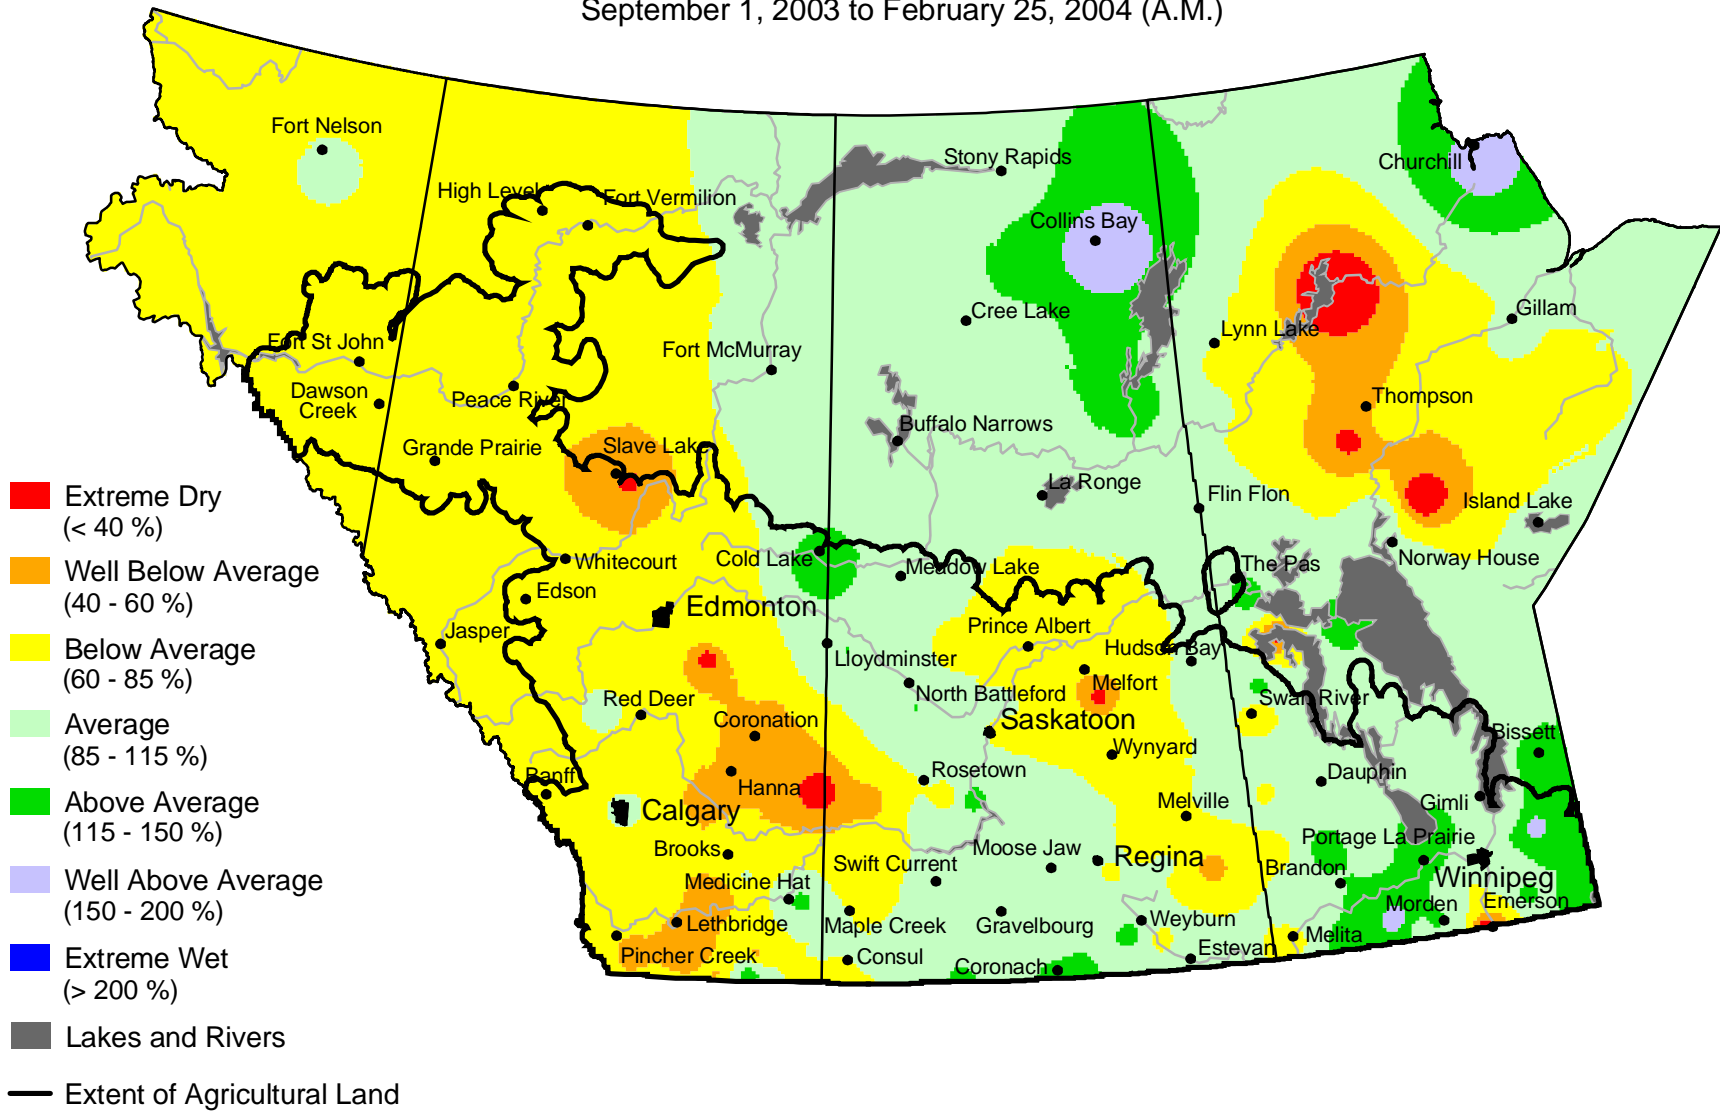 September 1, 2003 to February 25, 2004 (A.M.)
Fort Nelson
Stony Rapids
Churchill
High Level
Fort Vermilion
Collins Bay
Cree Lake
Gillam
Lynn Lake
Fort St John
Fort McMurray
Dawson
Creek
Peace River
Thompson
Buffalo Narrows
Grande Prairie
Slave Lake
La Ronge
Flin Flon
Island Lake
Norway House
Whitecourt
Cold Lake
Meadow Lake
The Pas
Edson
Edmonton
Jasper
Prince Albert
Hudson Bay
Lloydminster
Melfort
North Battleford
Red Deer
Swan River
Coronation
Saskatoon
Bissett
Wynyard
Banff
Hanna
Rosetown
Dauphin
Calgary
Melville
Gimli
Portage La Prairie
Brooks
Swift Current
Moose Jaw
Regina
Brandon
Winnipeg
Medicine Hat
Morden
Emerson
Lethbridge
Maple Creek
Gravelbourg
Weyburn
Melita
Pincher Creek
Consul
Coronach
Estevan
Extreme Dry
(< 40 %)
Well Below Average
(40 - 60 %)
Below Average
(60 - 85 %)
Average
(85 - 115 %)
Above Average
(115 - 150 %)
Well Above Average
(150 - 200 %)
Extreme Wet
(> 200 %)
Lakes and Rivers
Extent of Agricultural Land